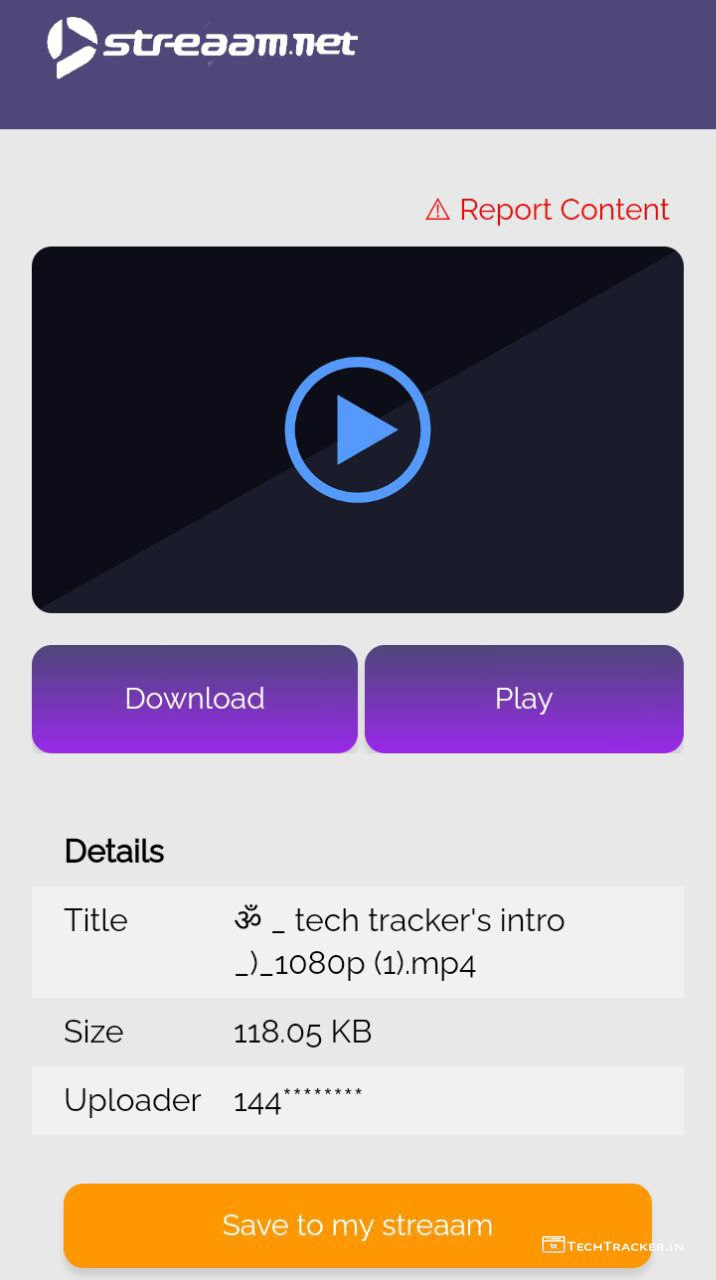 streaam.net
⚠ Report Content
Download
Play
Details
Title
ॐ _ tech tracker's intro
_)_1080p (1).mp4
Size
118.05 KB
Uploader
144********
Save to my streaam
TechTracker.in